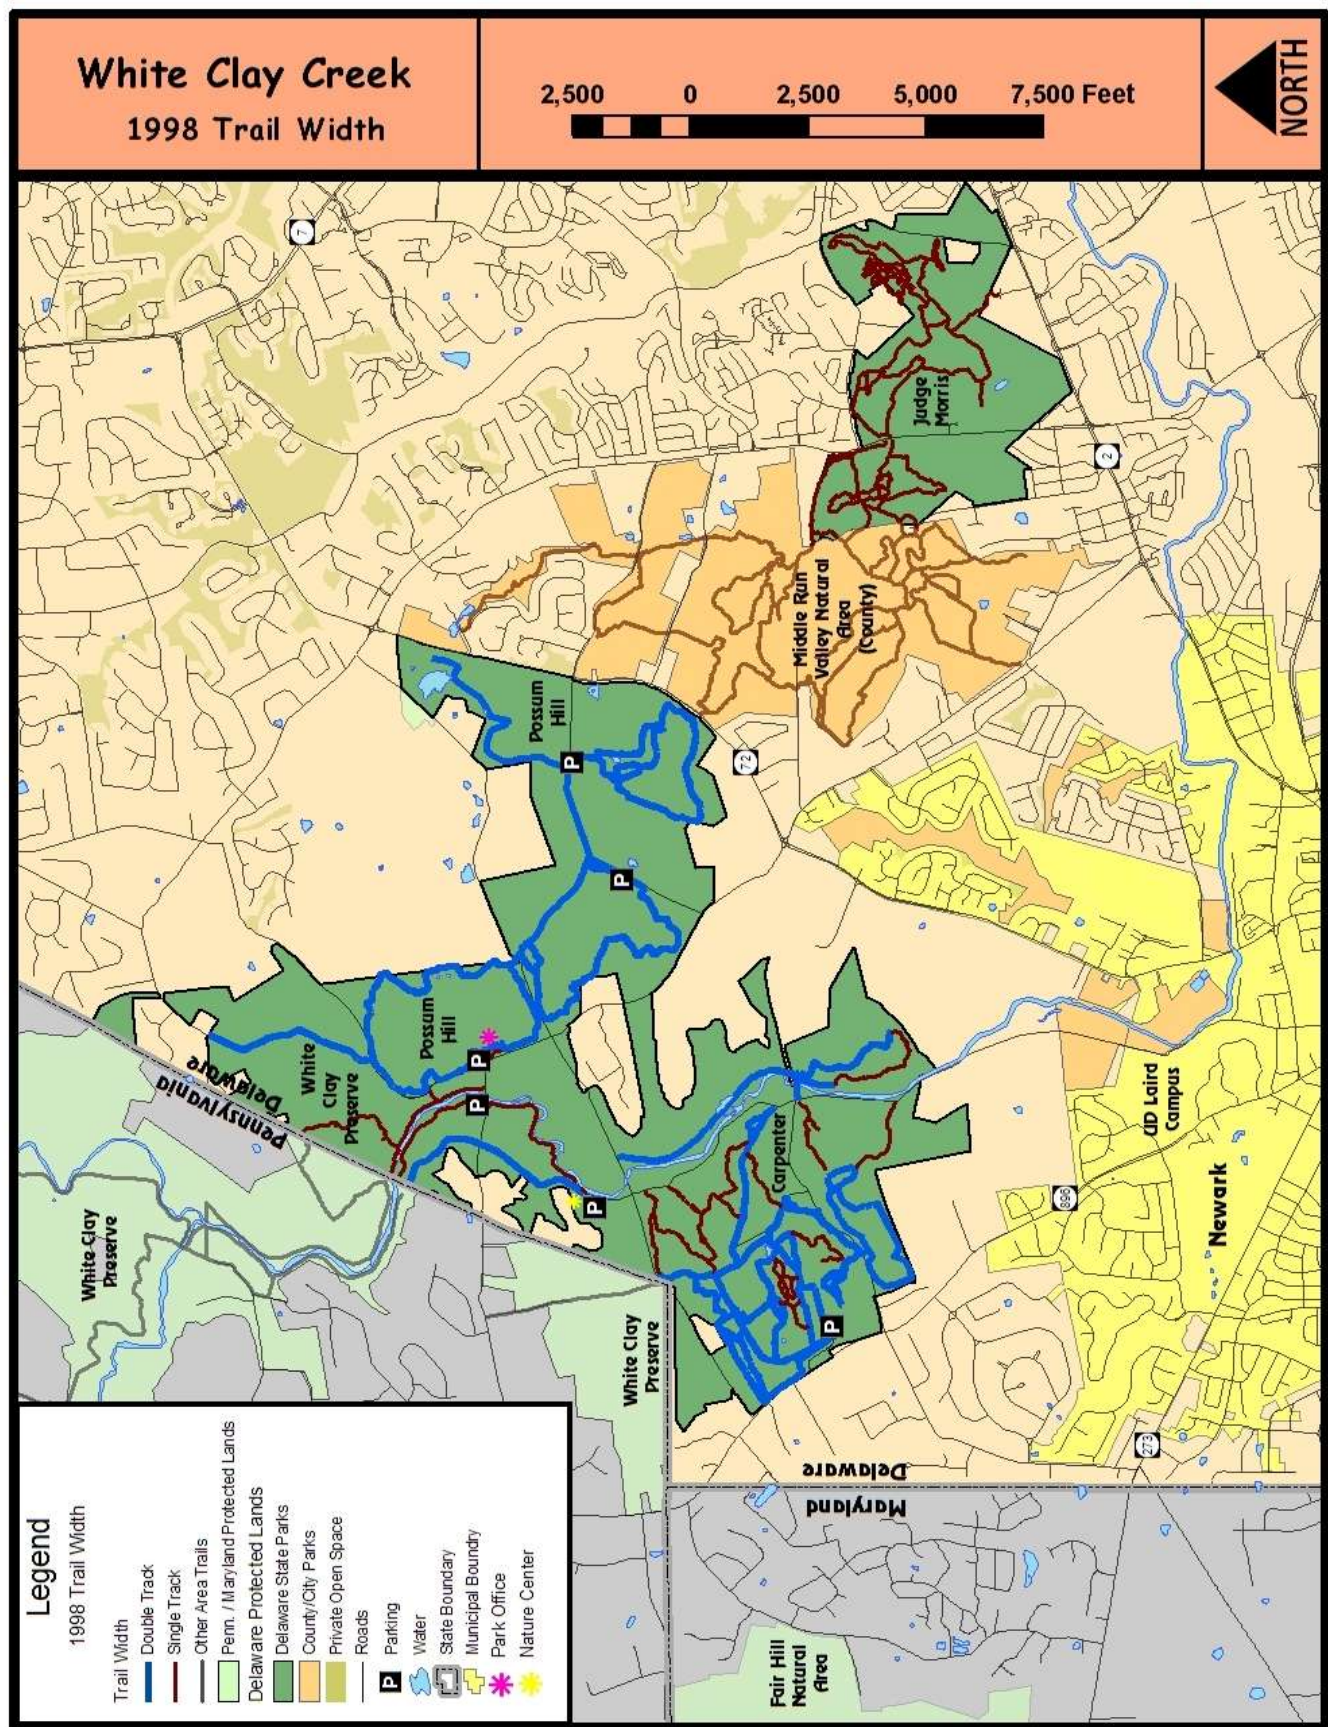 White Clay Creek
1998 Trail Width
2,500 0 2,500 5,000 7,500 Feet
NORTH
7
Judge
Morris
2
Middle Run
Valley Natural
Area
(County)
Possum
Hill
P
72
P
Possum
Hill
P
P
White
Clay
Preserve
Pennsylvania
Delaware
White Clay
Preserve
P
Carpenter
UD Laird
Campus
896
Newark
P
White Clay
Preserve
273
Delaware
Maryland
Fair Hill
Natural
Area
Legend
1998 Trail Width
Trail Width
Double Track
Single Track
Other Area Trails
Penn. / Maryland Protected Lands
Delaware Protected Lands
Delaware State Parks
County/City Parks
Private Open Space
Roads
P Parking
Water
State Boundary
Municipal Boundry
Park Office
Nature Center